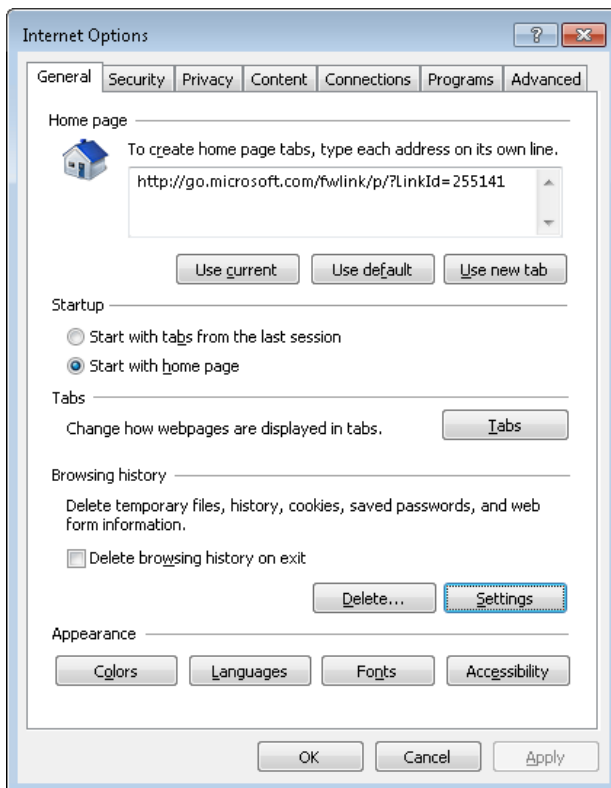 Internet Options
General Security Privacy Content Connections Programs Advanced
Home page
To create home page tabs, type each address on its own line.
http://go.microsoft.com/fwlink/p/?LinkId=255141
Use current Use default Use new tab
Startup
Start with tabs from the last session
Start with home page
Tabs
Change how webpages are displayed in tabs. Tabs
Browsing history
Delete temporary files, history, cookies, saved passwords, and web
form information.
Delete browsing history on exit
Delete... Settings
Appearance
Colors Languages Fonts Accessibility
OK Cancel Apply